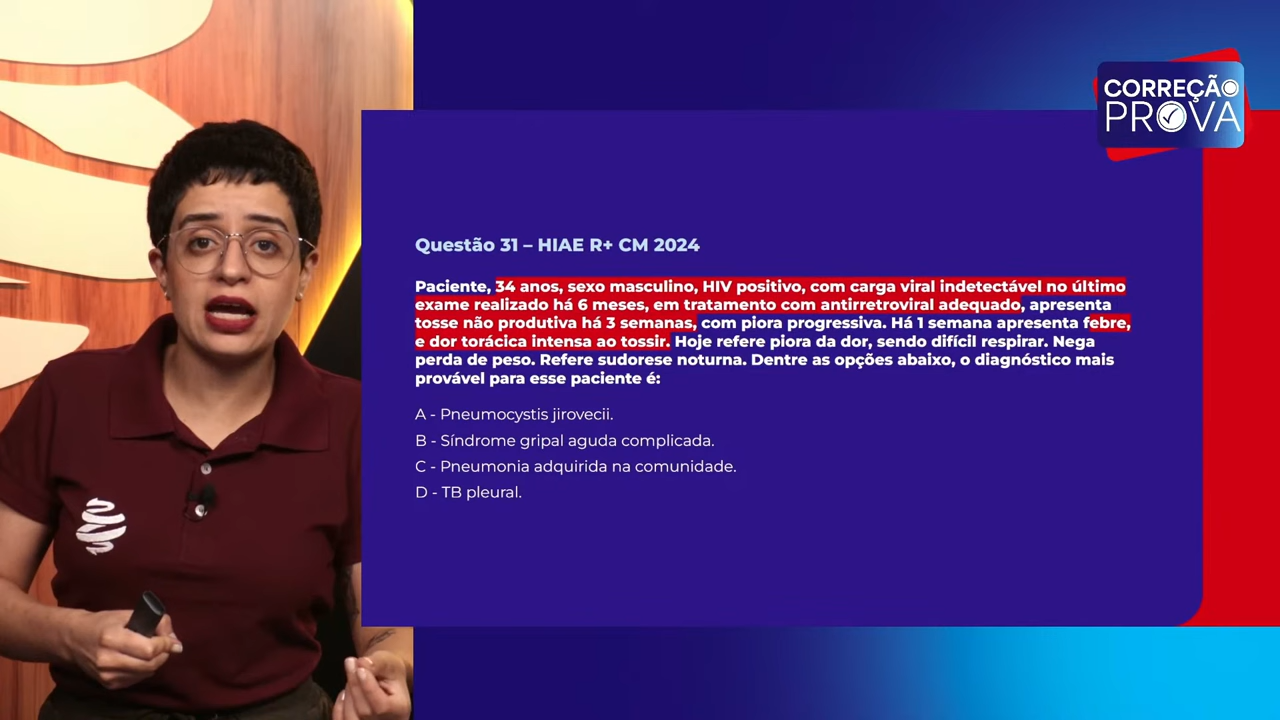 CORREÇÃO
PROVA
Questão 31 – HIAE R+ CM 2024
Paciente, 34 anos, sexo masculino, HIV positivo, com carga viral indetectável no último
exame realizado há 6 meses, em tratamento com antirretroviral adequado, apresenta
tosse não produtiva há 3 semanas, com piora progressiva. Há 1 semana apresenta febre,
e dor torácica intensa ao tossir. Hoje refere piora da dor, sendo difícil respirar. Nega
perda de peso. Refere sudorese noturna. Dentre as opções abaixo, o diagnóstico mais
provável para esse paciente é:
A - Pneumocystis jirovecii.
B - Síndrome gripal aguda complicada.
C - Pneumonia adquirida na comunidade.
D - TB pleural.